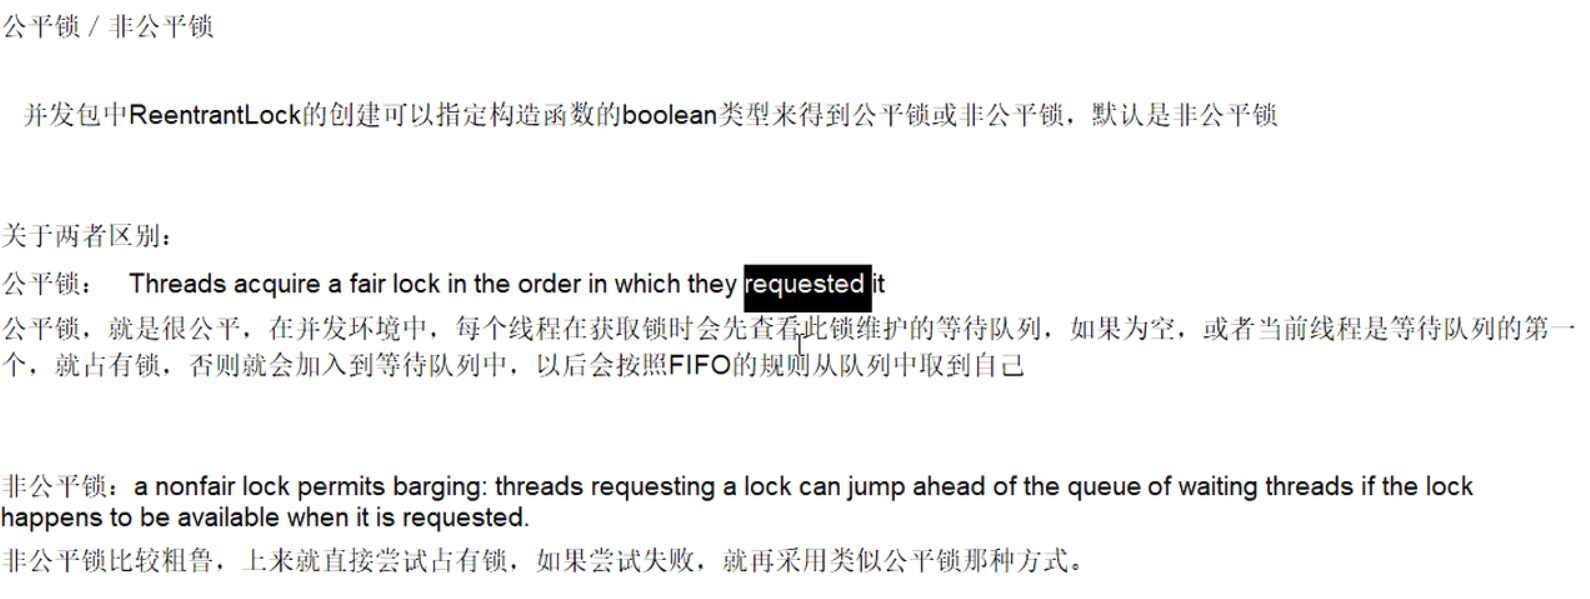 公平锁 / 非公平锁
并发包中ReentrantLock的创建可以指定构造函数的boolean类型来得到公平锁或非公平锁，默认是非公平锁
关于两者区别：
公平锁： Threads acquire a fair lock in the order in which they requested it
公平锁，就是很公平，在并发环境中，每个线程在获取锁时会先查看此锁维护的等待队列，如果为空，或者当前线程是等待队列的第一
个，就占有锁，否则就会加入到等待队列中，以后会按照FIFO的规则从队列中取到自己
非公平锁：a nonfair lock permits barging: threads requesting a lock can jump ahead of the queue of waiting threads if the lock
happens to be available when it is requested.
非公平锁比较粗鲁，上来就直接尝试占有锁，如果尝试失败，就再采用类似公平锁那种方式。